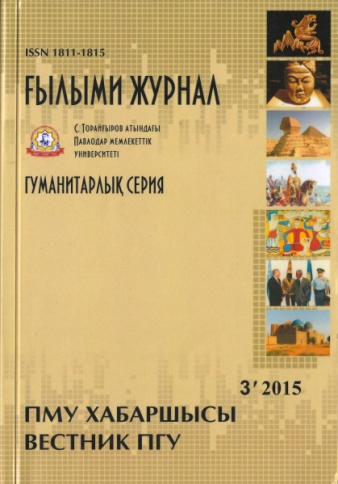 ISSN 1811-1815
ҒЫЛЫМИ ЖУРНАЛ
С. ТОРАЙҒЫРОВ АТЫНДАҒЫ
ПАВЛОДАР МЕМЛЕКЕТТІК
УНИВЕРСИТЕТІ
ГУМАНИТАРЛЫҚ СЕРИЯ
3' 2015
ПМУ ХАБАРШЫСЫ
ВЕСТНИК ПГУ